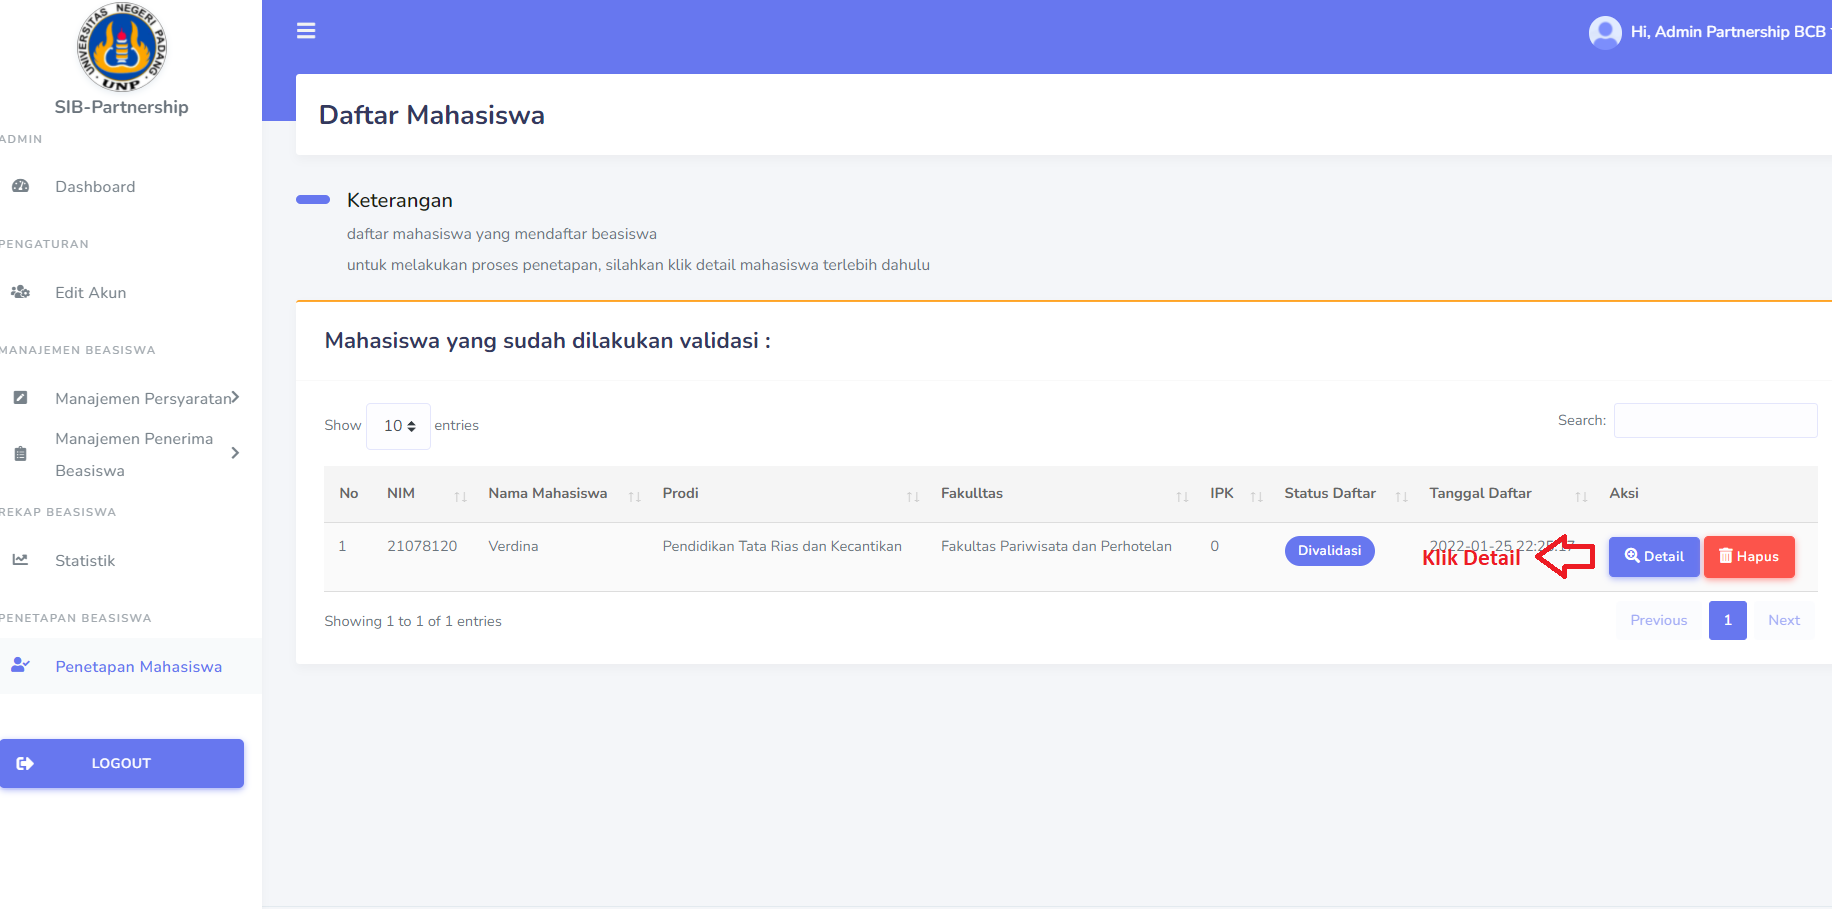 UNIVERSITAS NEGERI PADANG
UNP
SIB-Partnership
ADMIN
Dashboard
PENGATURAN
Edit Akun
MANAJEMEN BEASISWA
Manajemen Persyaratan
Manajemen Penerima
Beasiswa
REKAP BEASISWA
Statistik
PENETAPAN BEASISWA
Penetapan Mahasiswa
LOGOUT
Hi, Admin Partnership BCB
Daftar Mahasiswa
Keterangan
daftar mahasiswa yang mendaftar beasiswa
untuk melakukan proses penetapan, silahkan klik detail mahasiswa terlebih dahulu
Mahasiswa yang sudah dilakukan validasi :
Show 10 entries
Search:
No NIM Nama Mahasiswa Prodi Fakulltas IPK Status Daftar Tanggal Daftar Aksi
1 21078120 Verdina Pendidikan Tata Rias dan Kecantikan Fakultas Pariwisata dan Perhotelan 0 Divalidasi 2022-01-25 22:25:17 Detail Hapus
Klik Detail
Showing 1 to 1 of 1 entries
Previous 1 Next